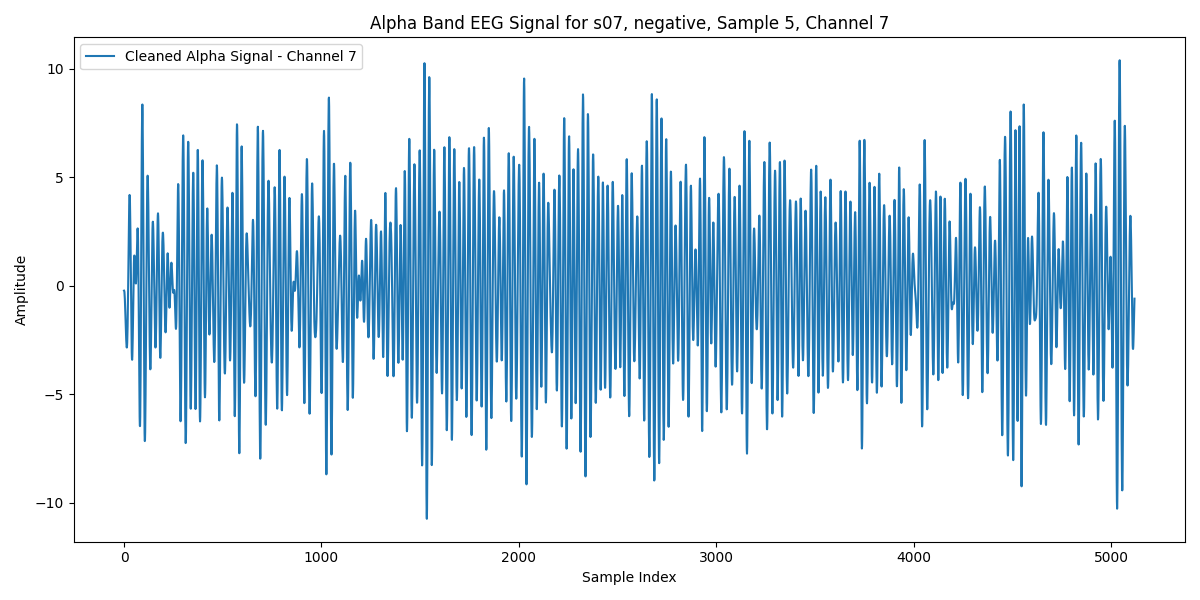 Alpha Band EEG Signal for s07, negative, Sample 5, Channel 7
Cleaned Alpha Signal - Channel 7
Amplitude
10
5
0
−5
−10
0 1000 2000 3000 4000 5000
Sample Index